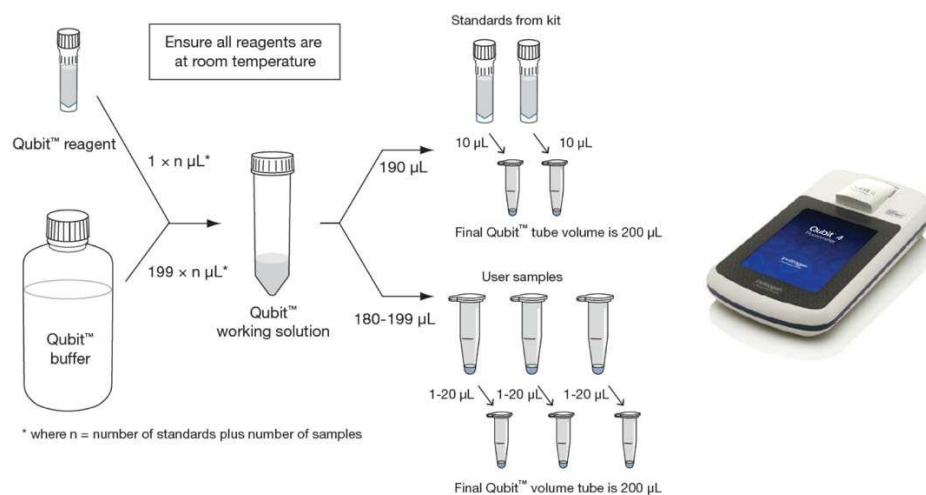 Ensure all reagents are
at room temperature
Qubit™ reagent
1 × n µL*
199 × n µL*
Qubit™
buffer
Qubit™
working solution
* where n = number of standards plus number of samples
Standards from kit
190 µL
10 µL
10 µL
Final Qubit™ tube volume is 200 µL
User samples
180-199 µL
1-20 µL
1-20 µL
1-20 µL
Final Qubit™ volume tube is 200 µL
Qubit 4